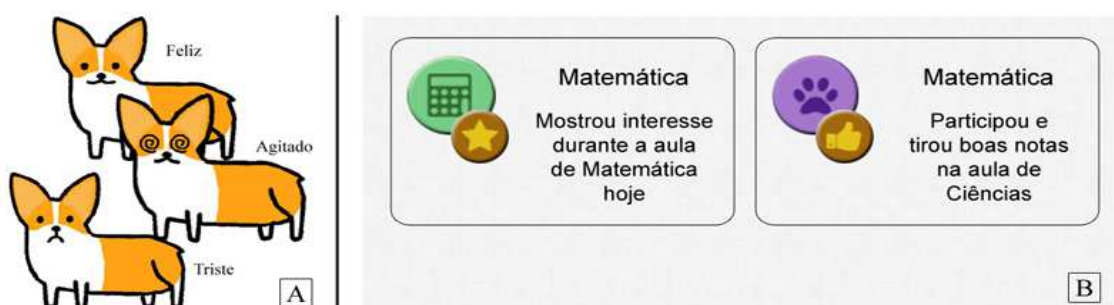 Feliz
Agitado
Triste
A
Matemática
Mostrou interesse
durante a aula
de Matemática
hoje
Matemática
Participou e
tirou boas notas
na aula de
Ciências
B